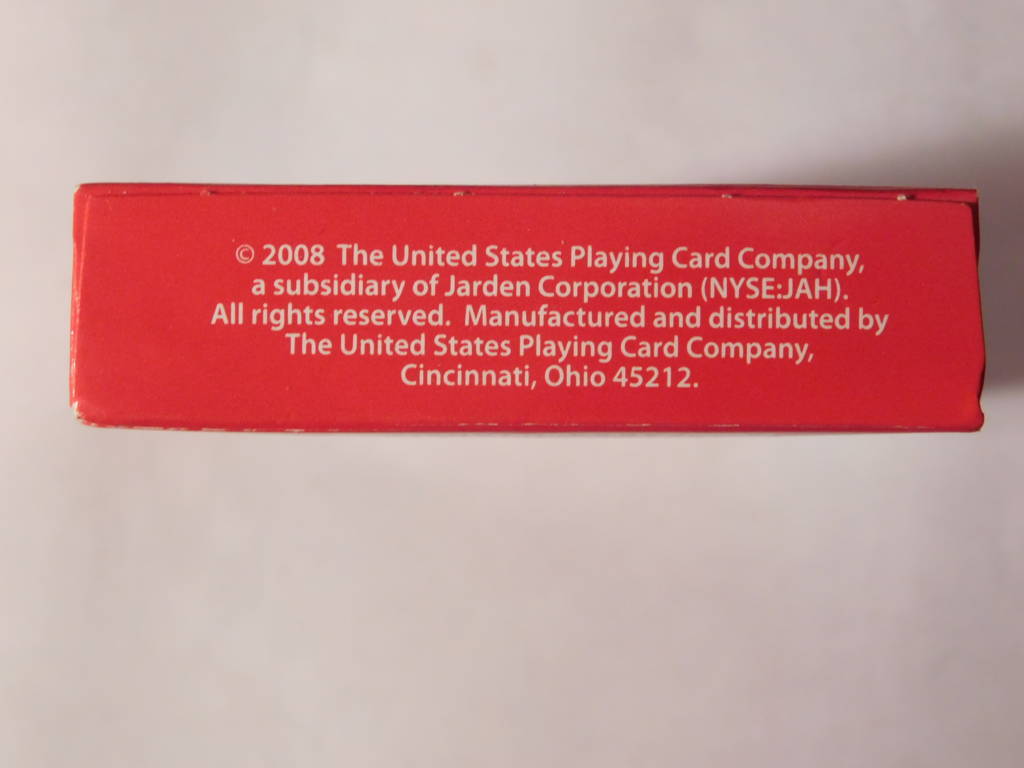 © 2008 The United States Playing Card Company,
a subsidiary of Jarden Corporation (NYSE:JAH).
All rights reserved. Manufactured and distributed by
The United States Playing Card Company,
Cincinnati, Ohio 45212.